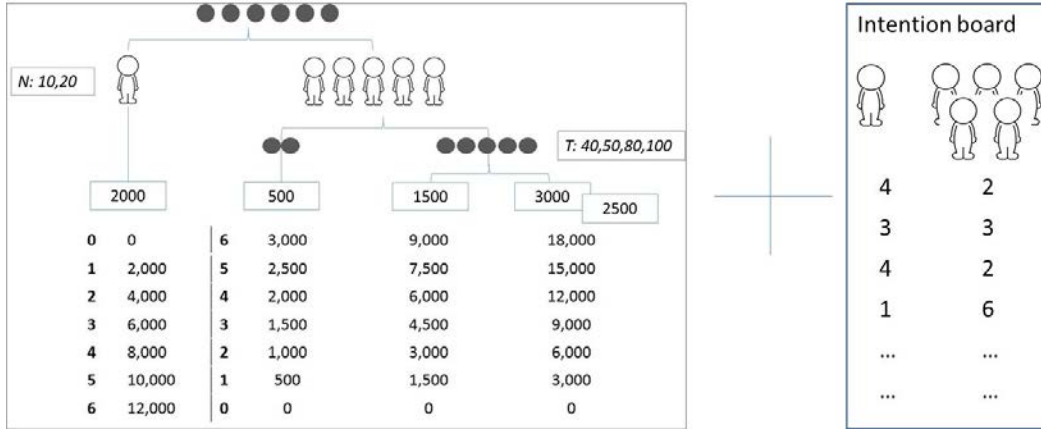 Intention board
N: 10,20
T: 40,50,80,100
2000 500 1500 3000
2500
0 0 6 3,000 9,000 18,000
1 2,000 5 2,500 7,500 15,000
2 4,000 4 2,000 6,000 12,000
3 6,000 3 1,500 4,500 9,000
4 8,000 2 1,000 3,000 6,000
5 10,000 1 500 1,500 3,000
6 12,000 0 0 0 0
4 2
3 3
4 2
1 6
... ...
... ...